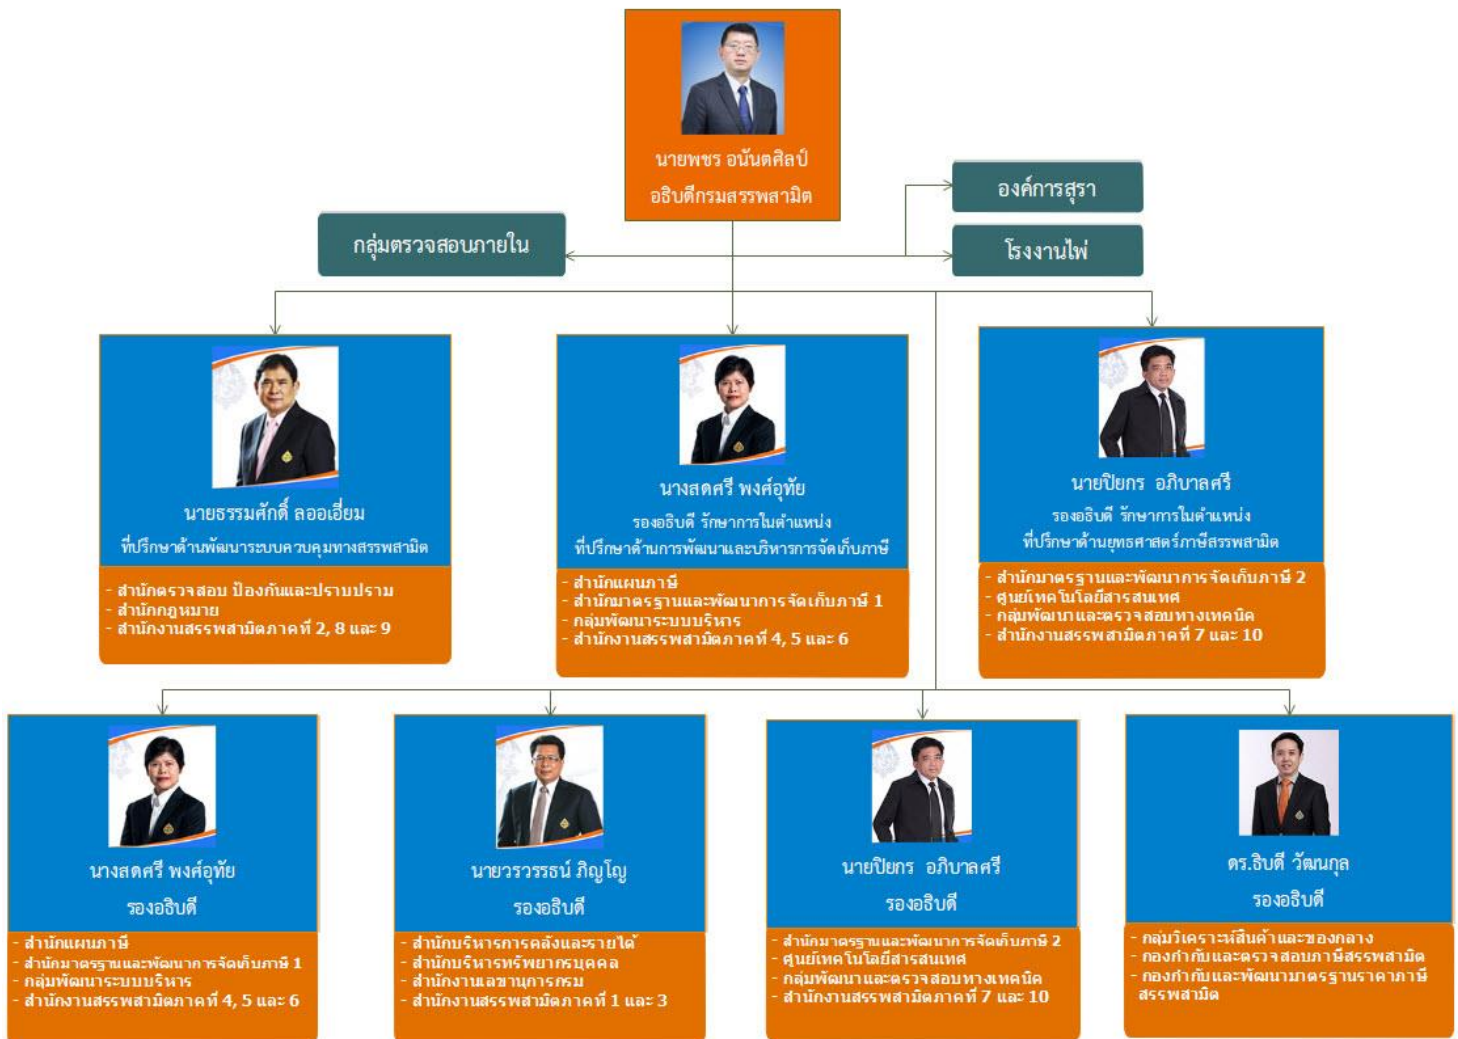 นายพชร อนันตศิลป์
อธิบดีกรมสรรพสามิต
องค์การสุรา
กลุ่มตรวจสอบภายใน
โรงงานไพ่
นายธรรมศักดิ์ ลออเอี่ยม
ที่ปรึกษาด้านพัฒนาระบบควบคุมทางสรรพสามิต
- สำนักตรวจสอบ ป้องกันและปราบปราม
- สำนักกฎหมาย
- สำนักงานสรรพสามิตภาคที่ 2, 8 และ 9
นางสดศรี พงศ์อุทัย
รองอธิบดี รักษาการในตำแหน่ง
ที่ปรึกษาด้านการพัฒนาและบริหารการจัดเก็บภาษี
- สำนักแผนภาษี
- สำนักมาตรฐานและพัฒนาการจัดเก็บภาษี 1
- กลุ่มพัฒนาระบบบริหาร
- สำนักงานสรรพสามิตภาคที่ 4, 5 และ 6
นายปิยกร อภิบาลศรี
รองอธิบดี รักษาการในตำแหน่ง
ที่ปรึกษาด้านยุทธศาสตร์ภาษีสรรพสามิต
- สำนักมาตรฐานและพัฒนาการจัดเก็บภาษี 2
- ศูนย์เทคโนโลยีสารสนเทศ
- กลุ่มพัฒนาและตรวจสอบทางเทคนิค
- สำนักงานสรรพสามิตภาคที่ 7 และ 10
นางสดศรี พงศ์อุทัย
รองอธิบดี
- สำนักแผนภาษี
- สำนักมาตรฐานและพัฒนาการจัดเก็บภาษี 1
- กลุ่มพัฒนาระบบบริหาร
- สำนักงานสรรพสามิตภาคที่ 4, 5 และ 6
นายวรวรรธน์ ภิญโญ
รองอธิบดี
- สำนักบริหารการคลังและรายได้
- สำนักบริหารทรัพยากรบุคคล
- สำนักงานเลขานุการกรม
- สำนักงานสรรพสามิตภาคที่ 1 และ 3
นายปิยกร อภิบาลศรี
รองอธิบดี
- สำนักมาตรฐานและพัฒนาการจัดเก็บภาษี 2
- ศูนย์เทคโนโลยีสารสนเทศ
- กลุ่มพัฒนาและตรวจสอบทางเทคนิค
- สำนักงานสรรพสามิตภาคที่ 7 และ 10
ดร.ธิบดี วัฒนกุล
รองอธิบดี
- กลุ่มวิเคราะห์สินค้าและของกลาง
- กองกำกับและตรวจสอบภาษีสรรพสามิต
- กองกำกับและพัฒนามาตรฐานราคาภาษี
สรรพสามิต